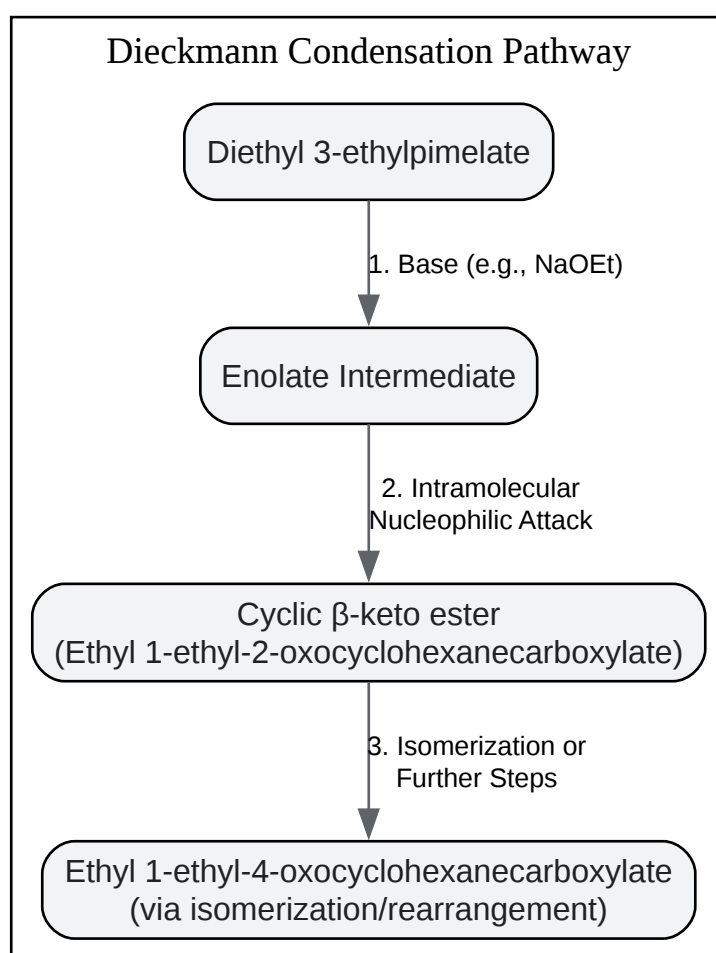 Dieckmann Condensation Pathway
Diethyl 3-ethylpimelate
1. Base (e.g., NaOEt)
Enolate Intermediate
2. Intramolecular
Nucleophilic Attack
Cyclic β-keto ester
(Ethyl 1-ethyl-2-oxocyclohexanecarboxylate)
3. Isomerization or
Further Steps
Ethyl 1-ethyl-4-oxocyclohexanecarboxylate
(via isomerization/rearrangement)